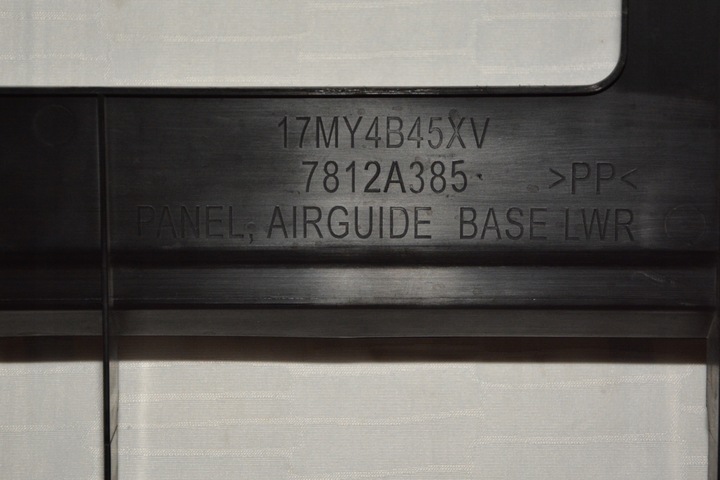 17MY4B45XV
7812A385 >PP<
PANEL, AIRGUIDE BASE LWR